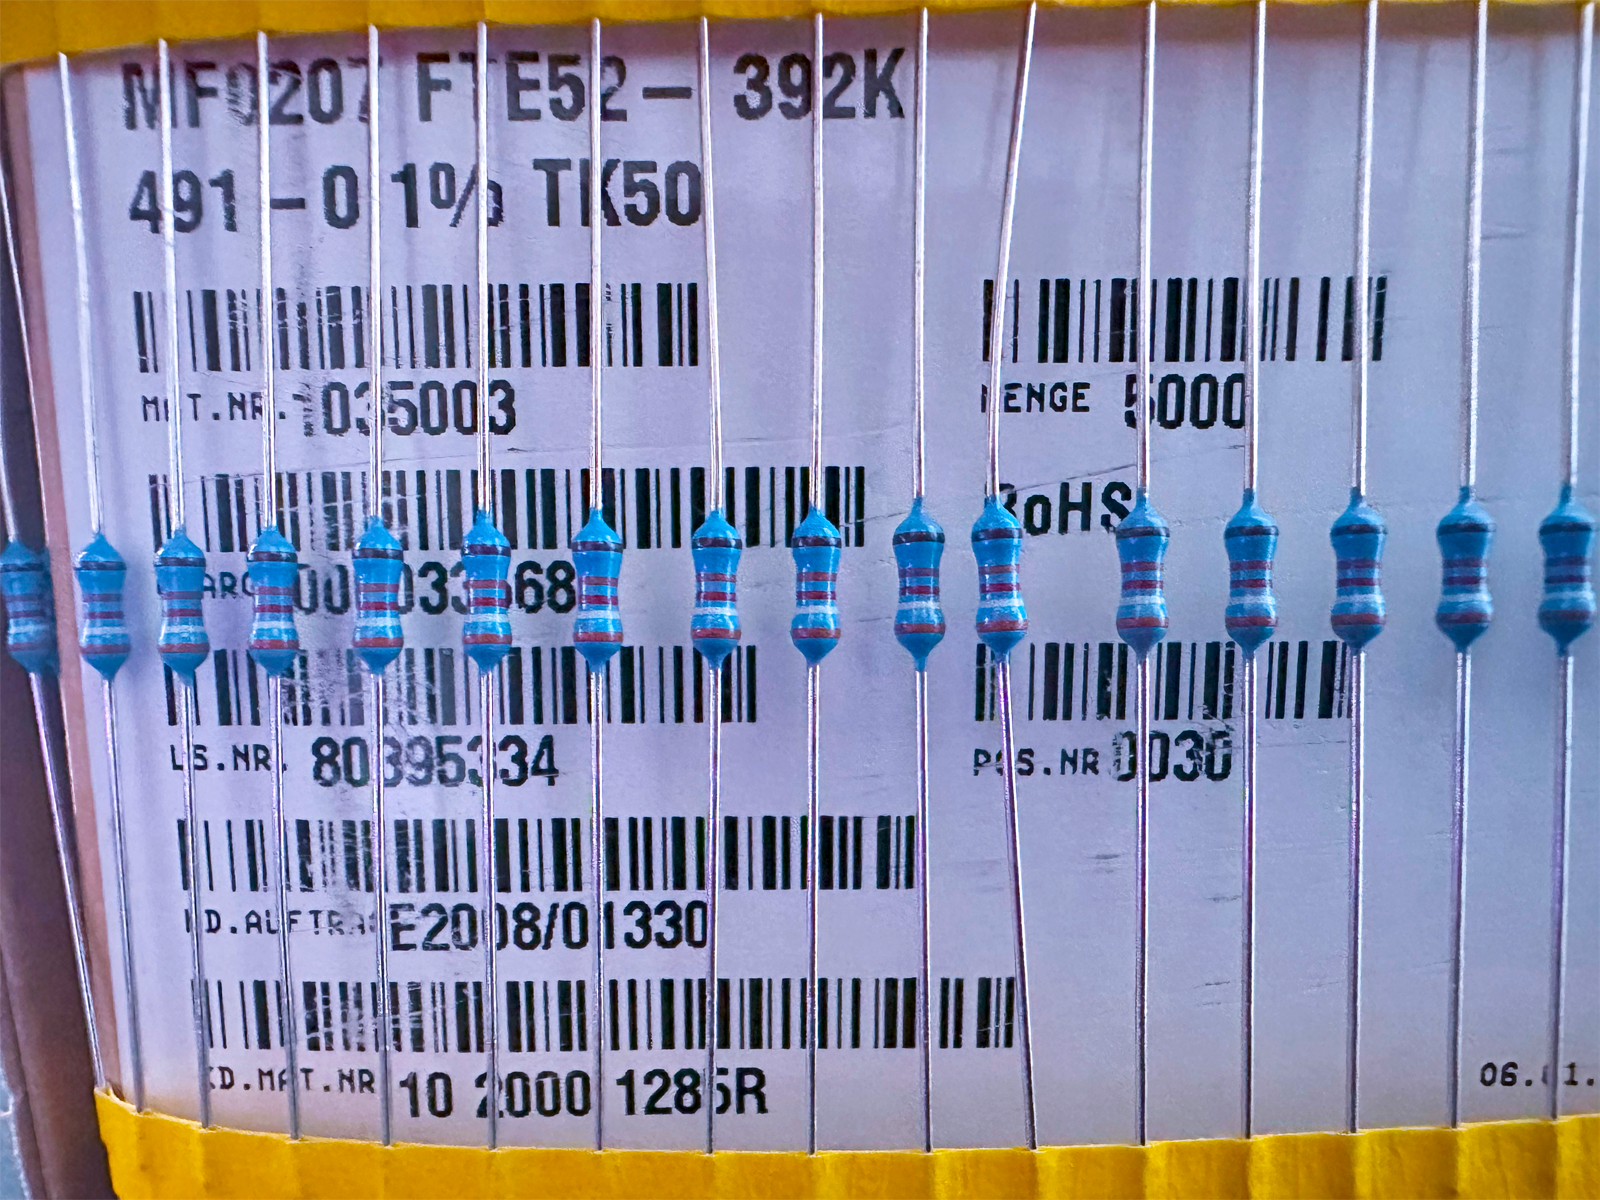 MF0207 FTE52- 392K
491 -0 1% TK50
MAT.NR. 1035003
MENGE 5000
RoHS
LS.NR. 80895334
POS.NR 0030
KD.AUFTRAG E2008/01330
KD.MAT.NR 10 2000 1285R